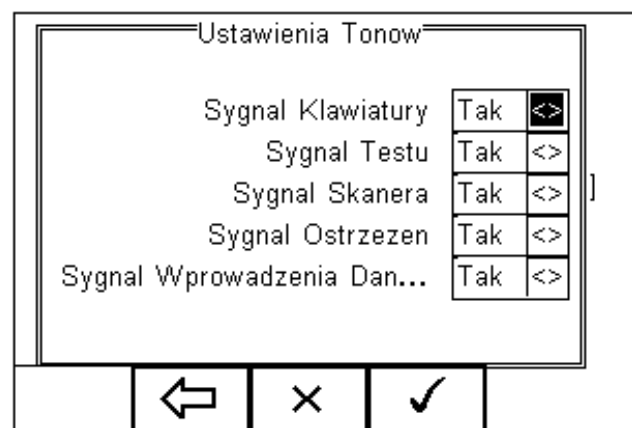 Ustawienia Tonow
Sygnal Klawiatury Tak <>
Sygnal Testu Tak <>
Sygnal Skanera Tak <>
Sygnal Ostrzezen Tak <>
Sygnal Wprowadzenia Dan... Tak <>